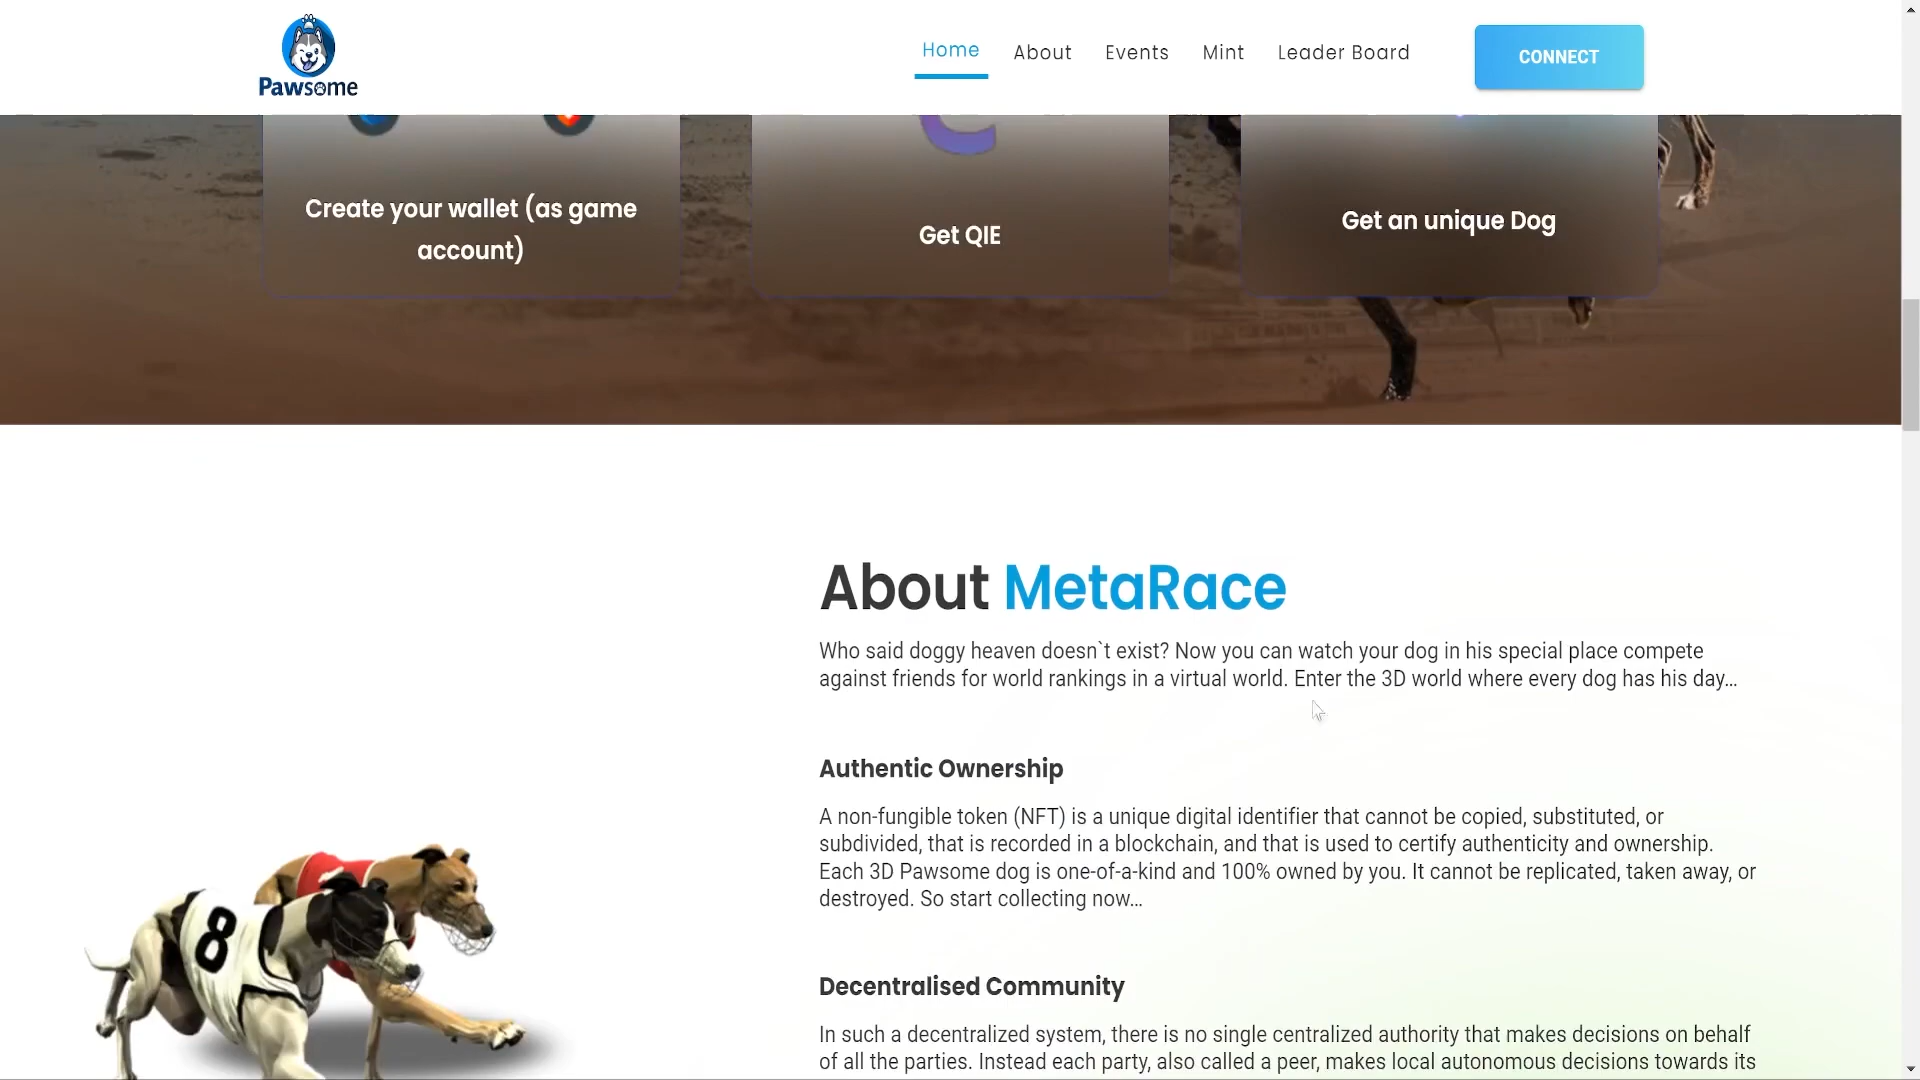 Pawsome
Home
About
Events
Mint
Leader Board
CONNECT
Create your wallet (as game
account)
Get QIE
Get an unique Dog
About MetaRace
Who said doggy heaven doesn`t exist? Now you can watch your dog in his special place compete
against friends for world rankings in a virtual world. Enter the 3D world where every dog has his day...
Authentic Ownership
A non-fungible token (NFT) is a unique digital identifier that cannot be copied, substituted, or
subdivided, that is recorded in a blockchain, and that is used to certify authenticity and ownership.
Each 3D Pawsome dog is one-of-a-kind and 100% owned by you. It cannot be replicated, taken away, or
destroyed. So start collecting now...
8
Decentralised Community
In such a decentralized system, there is no single centralized authority that makes decisions on behalf
of all the parties. Instead each party, also called a peer, makes local autonomous decisions towards its